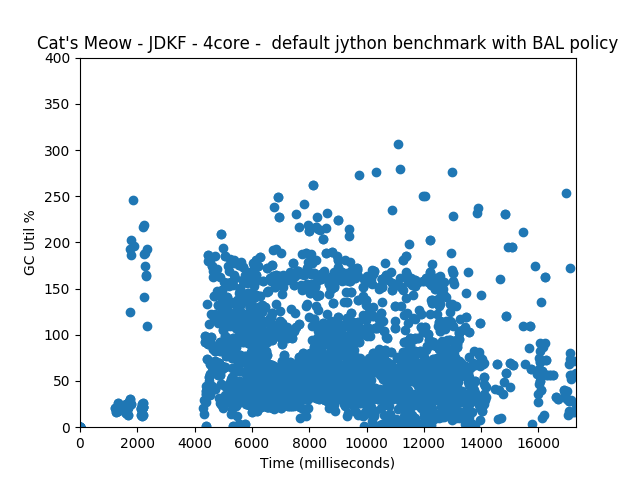 Cat's Meow - JDKF - 4core -  default jython benchmark with BAL policy
400
350
300
250
200
150
100
50
0
GC Util %
0 2000 4000 6000 8000 10000 12000 14000 16000
Time (milliseconds)